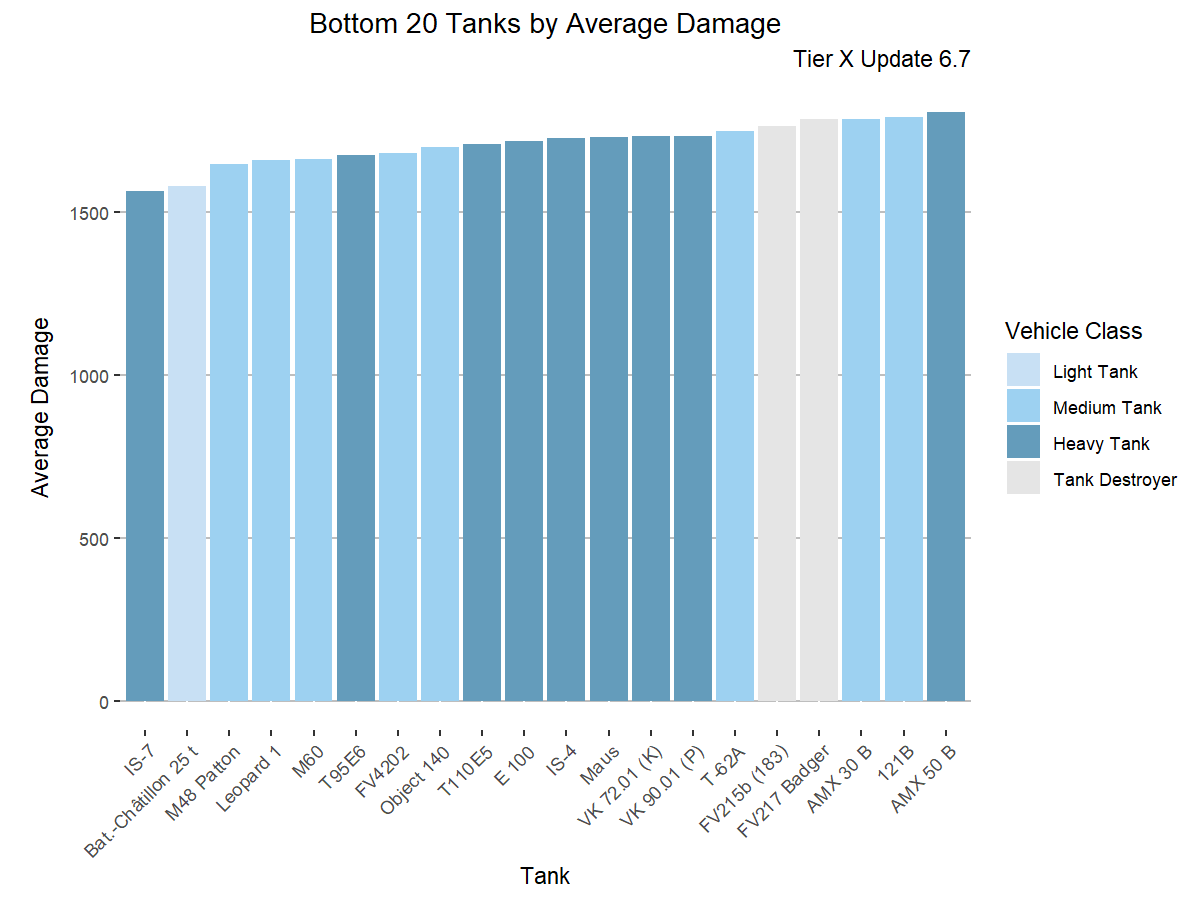 Bottom 20 Tanks by Average Damage
Tier X Update 6.7
Average Damage
1500
1000
500
0
IS-7
Bat.-Châtillon 25 t
M48 Patton
Leopard 1
M60
T95E6
FV4202
Object 140
T110E5
E 100
IS-4
Maus
VK 72.01 (K)
VK 90.01 (P)
T-62A
FV215b (183)
FV217 Badger
AMX 30 B
121B
AMX 50 B
Tank
Vehicle Class
Light Tank
Medium Tank
Heavy Tank
Tank Destroyer